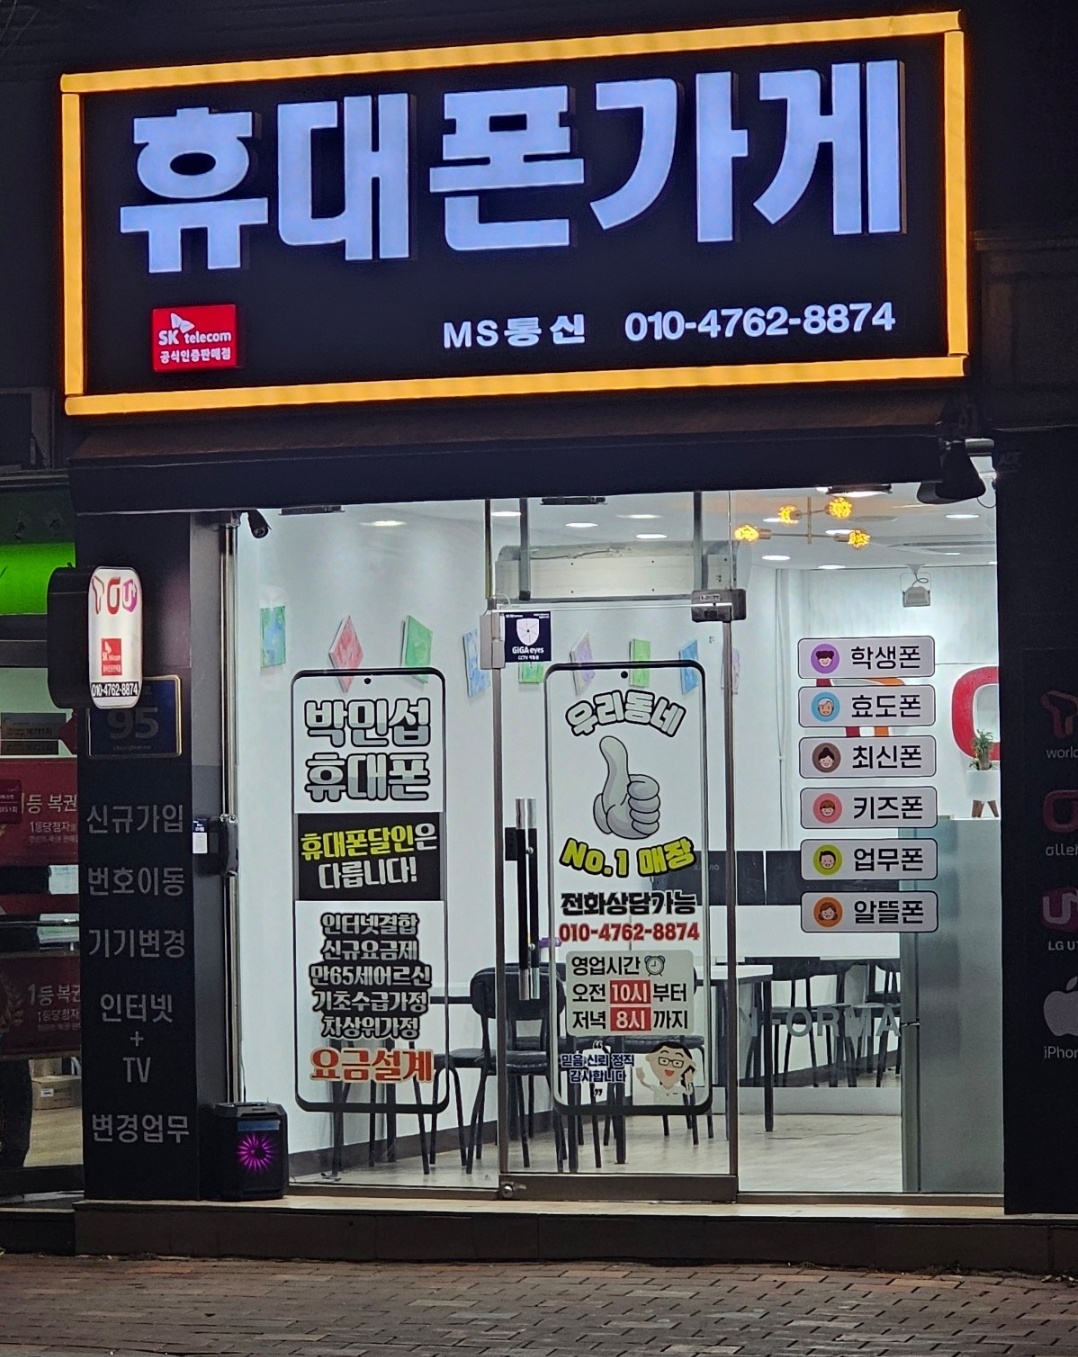 휴대폰가게
SK telecom
공식인증판매점
MS통신 010-4762-8874
010-4762-8874
95
신규가입
번호이동
기기변경
인터넷
+
TV
변경업무
박민섭
휴대폰
휴대폰달인은
다릅니다!
인터넷결합
신규요금제
만65세어르신
기초수급가정
차상위가정
요금설계
GiGA eyes
우리동네
No.1 매장
전화상담가능
010-4762-8874
영업시간
오전 10시부터
저녁 8시까지
믿음 신뢰 정직
감사합니다
학생폰
효도폰
최신폰
키즈폰
업무폰
알뜰폰
1등 복권
LG U
iPhon